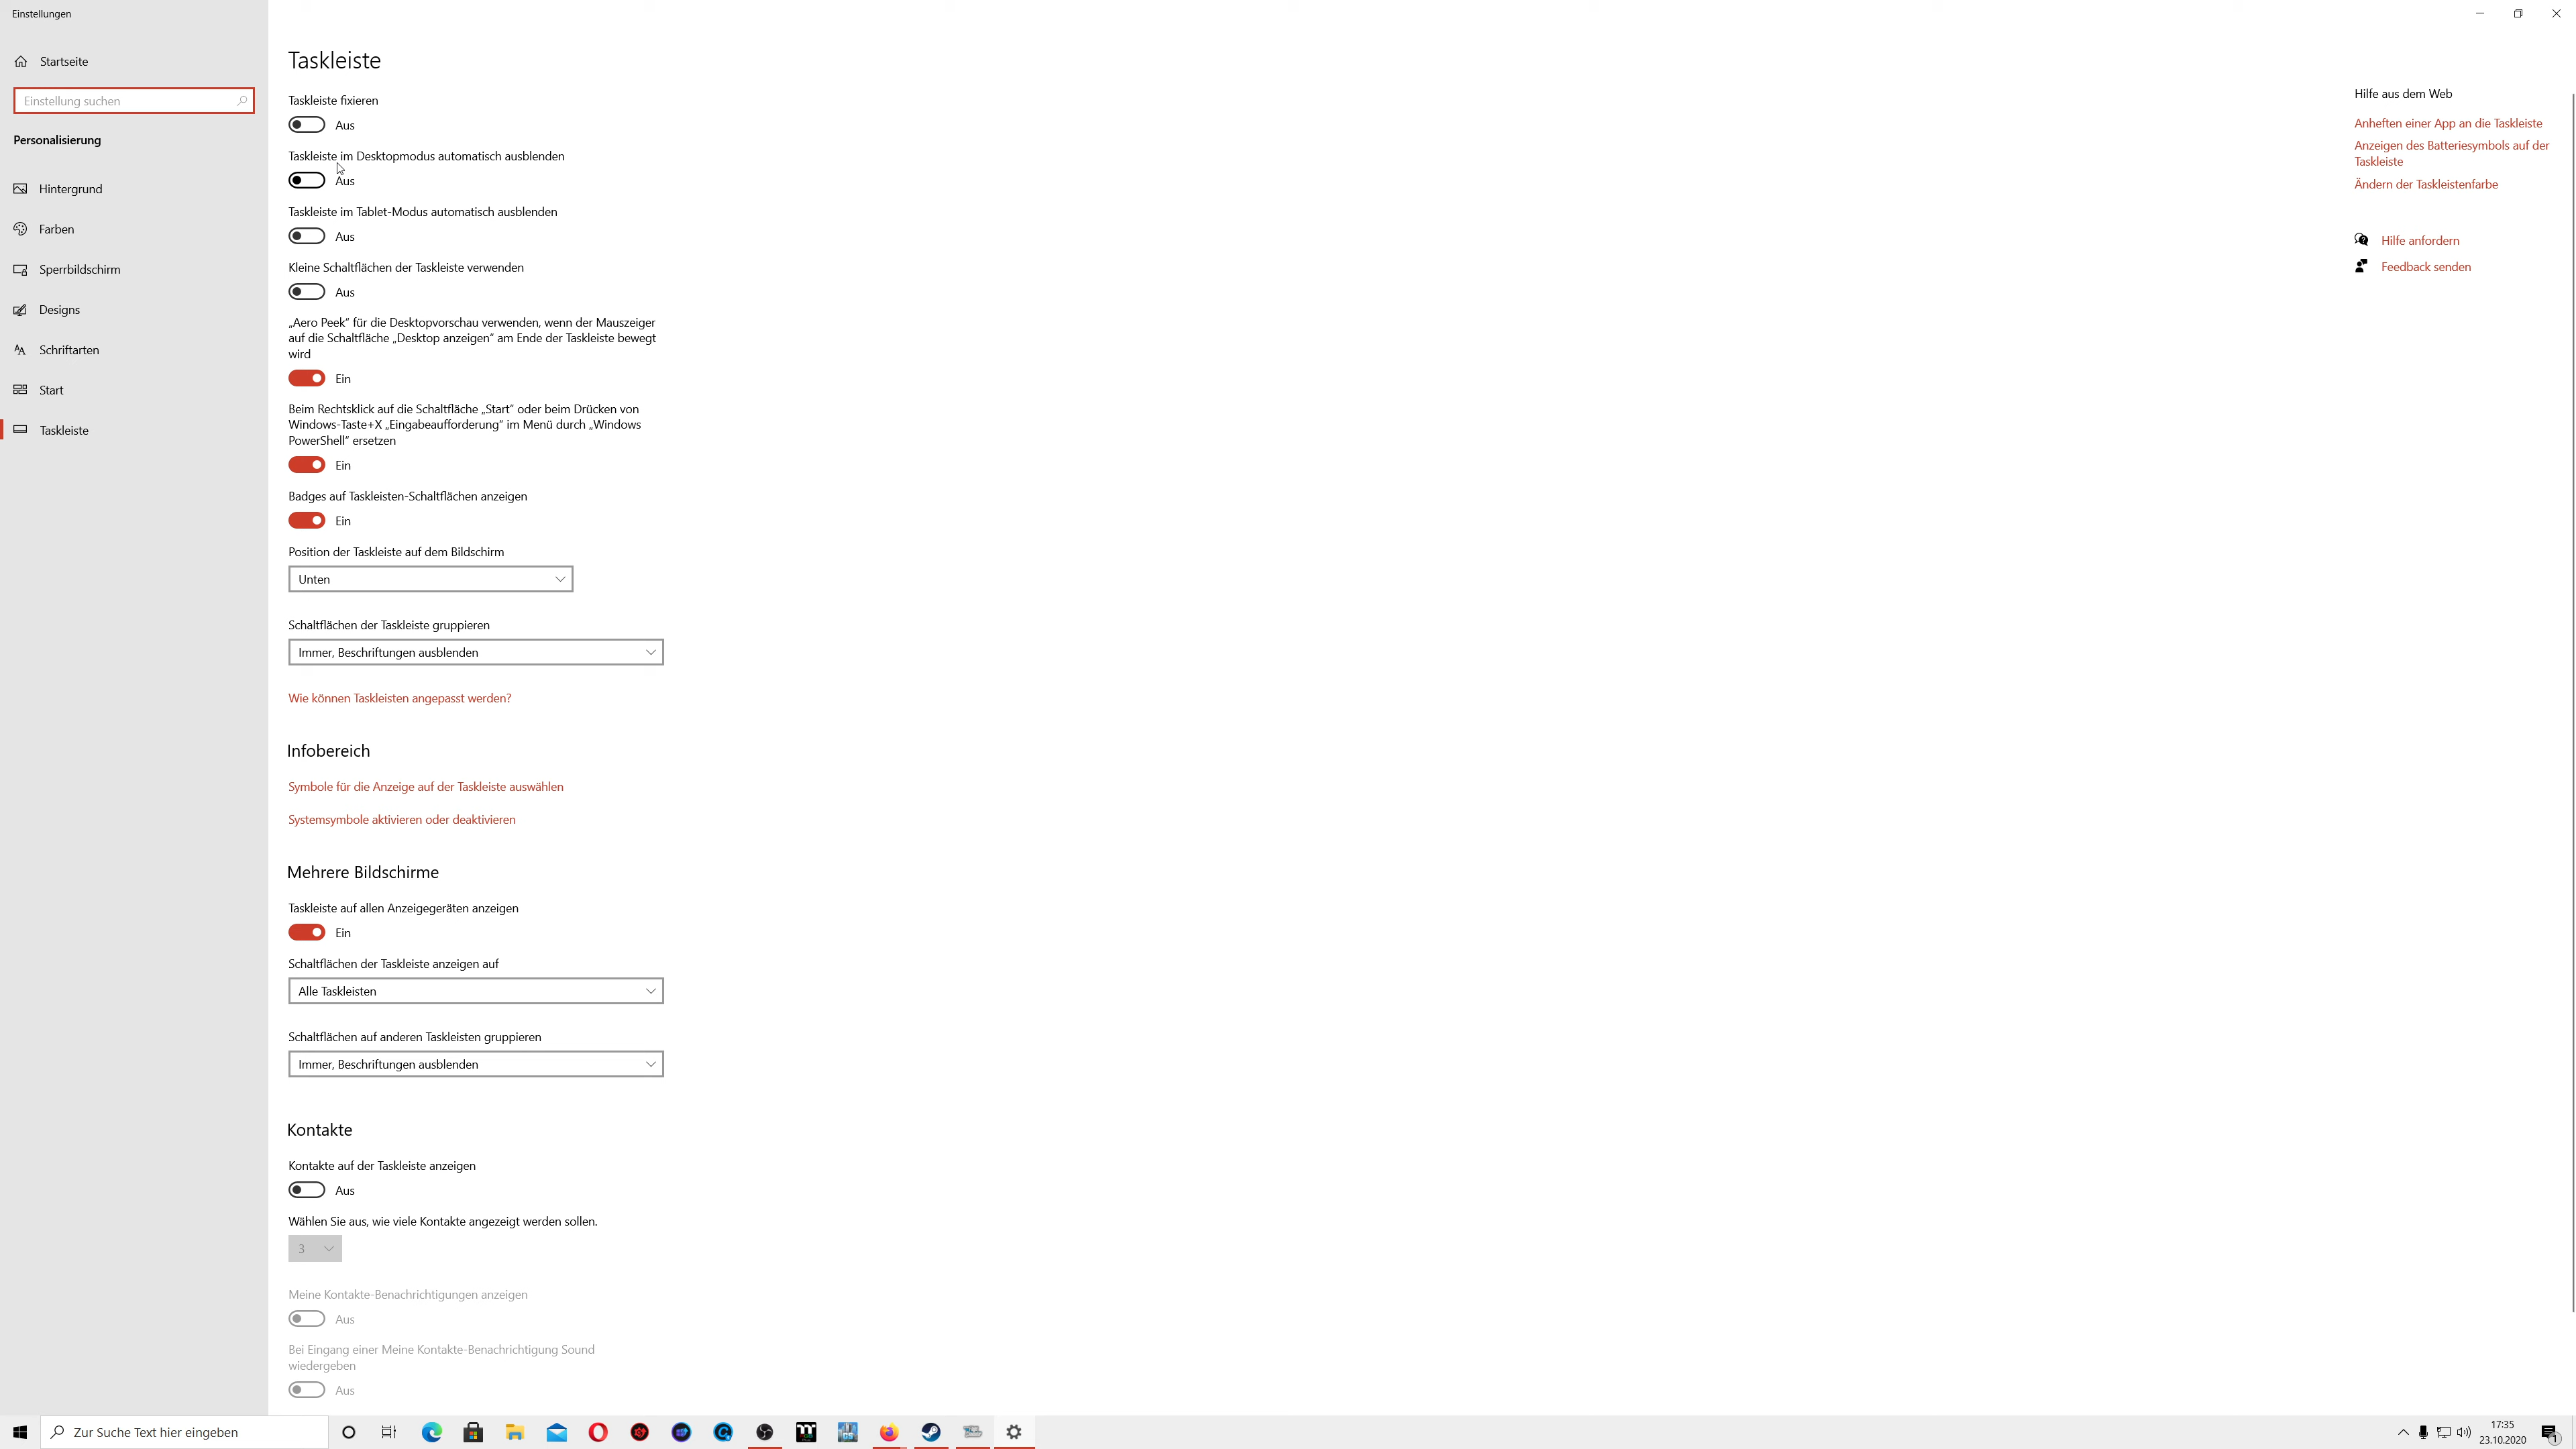 Einstellungen
Startseite
Einstellung suchen
Personalisierung
Hintergrund
Farben
Sperrbildschirm
Designs
Schriftarten
Start
Taskleiste
Taskleiste
Taskleiste fixieren
Aus
Taskleiste im Desktopmodus automatisch ausblenden
Aus
Taskleiste im Tablet-Modus automatisch ausblenden
Aus
Kleine Schaltflächen der Taskleiste verwenden
Aus
„Aero Peek“ für die Desktopvorschau verwenden, wenn der Mauszeiger
auf die Schaltfläche „Desktop anzeigen“ am Ende der Taskleiste bewegt
wird
Ein
Beim Rechtsklick auf die Schaltfläche „Start“ oder beim Drücken von
Windows-Taste+X „Eingabeaufforderung“ im Menü durch „Windows
PowerShell“ ersetzen
Ein
Badges auf Taskleisten-Schaltflächen anzeigen
Ein
Position der Taskleiste auf dem Bildschirm
Unten
Schaltflächen der Taskleiste gruppieren
Immer, Beschriftungen ausblenden
Wie können Taskleisten angepasst werden?
Infobereich
Symbole für die Anzeige auf der Taskleiste auswählen
Systemsymbole aktivieren oder deaktivieren
Mehrere Bildschirme
Taskleiste auf allen Anzeigegeräten anzeigen
Ein
Schaltflächen der Taskleiste anzeigen auf
Alle Taskleisten
Schaltflächen auf anderen Taskleisten gruppieren
Immer, Beschriftungen ausblenden
Kontakte
Kontakte auf der Taskleiste anzeigen
Aus
Wählen Sie aus, wie viele Kontakte angezeigt werden sollen.
3
Meine Kontakte-Benachrichtigungen anzeigen
Aus
Bei Eingang einer Meine Kontakte-Benachrichtigung Sound
wiedergeben
Aus
Hilfe aus dem Web
Anheften einer App an die Taskleiste
Anzeigen des Batteriesymbols auf der
Taskleiste
Ändern der Taskleistenfarbe
Hilfe anfordern
Feedback senden
Zur Suche Text hier eingeben
17:35
23.10.2020
1